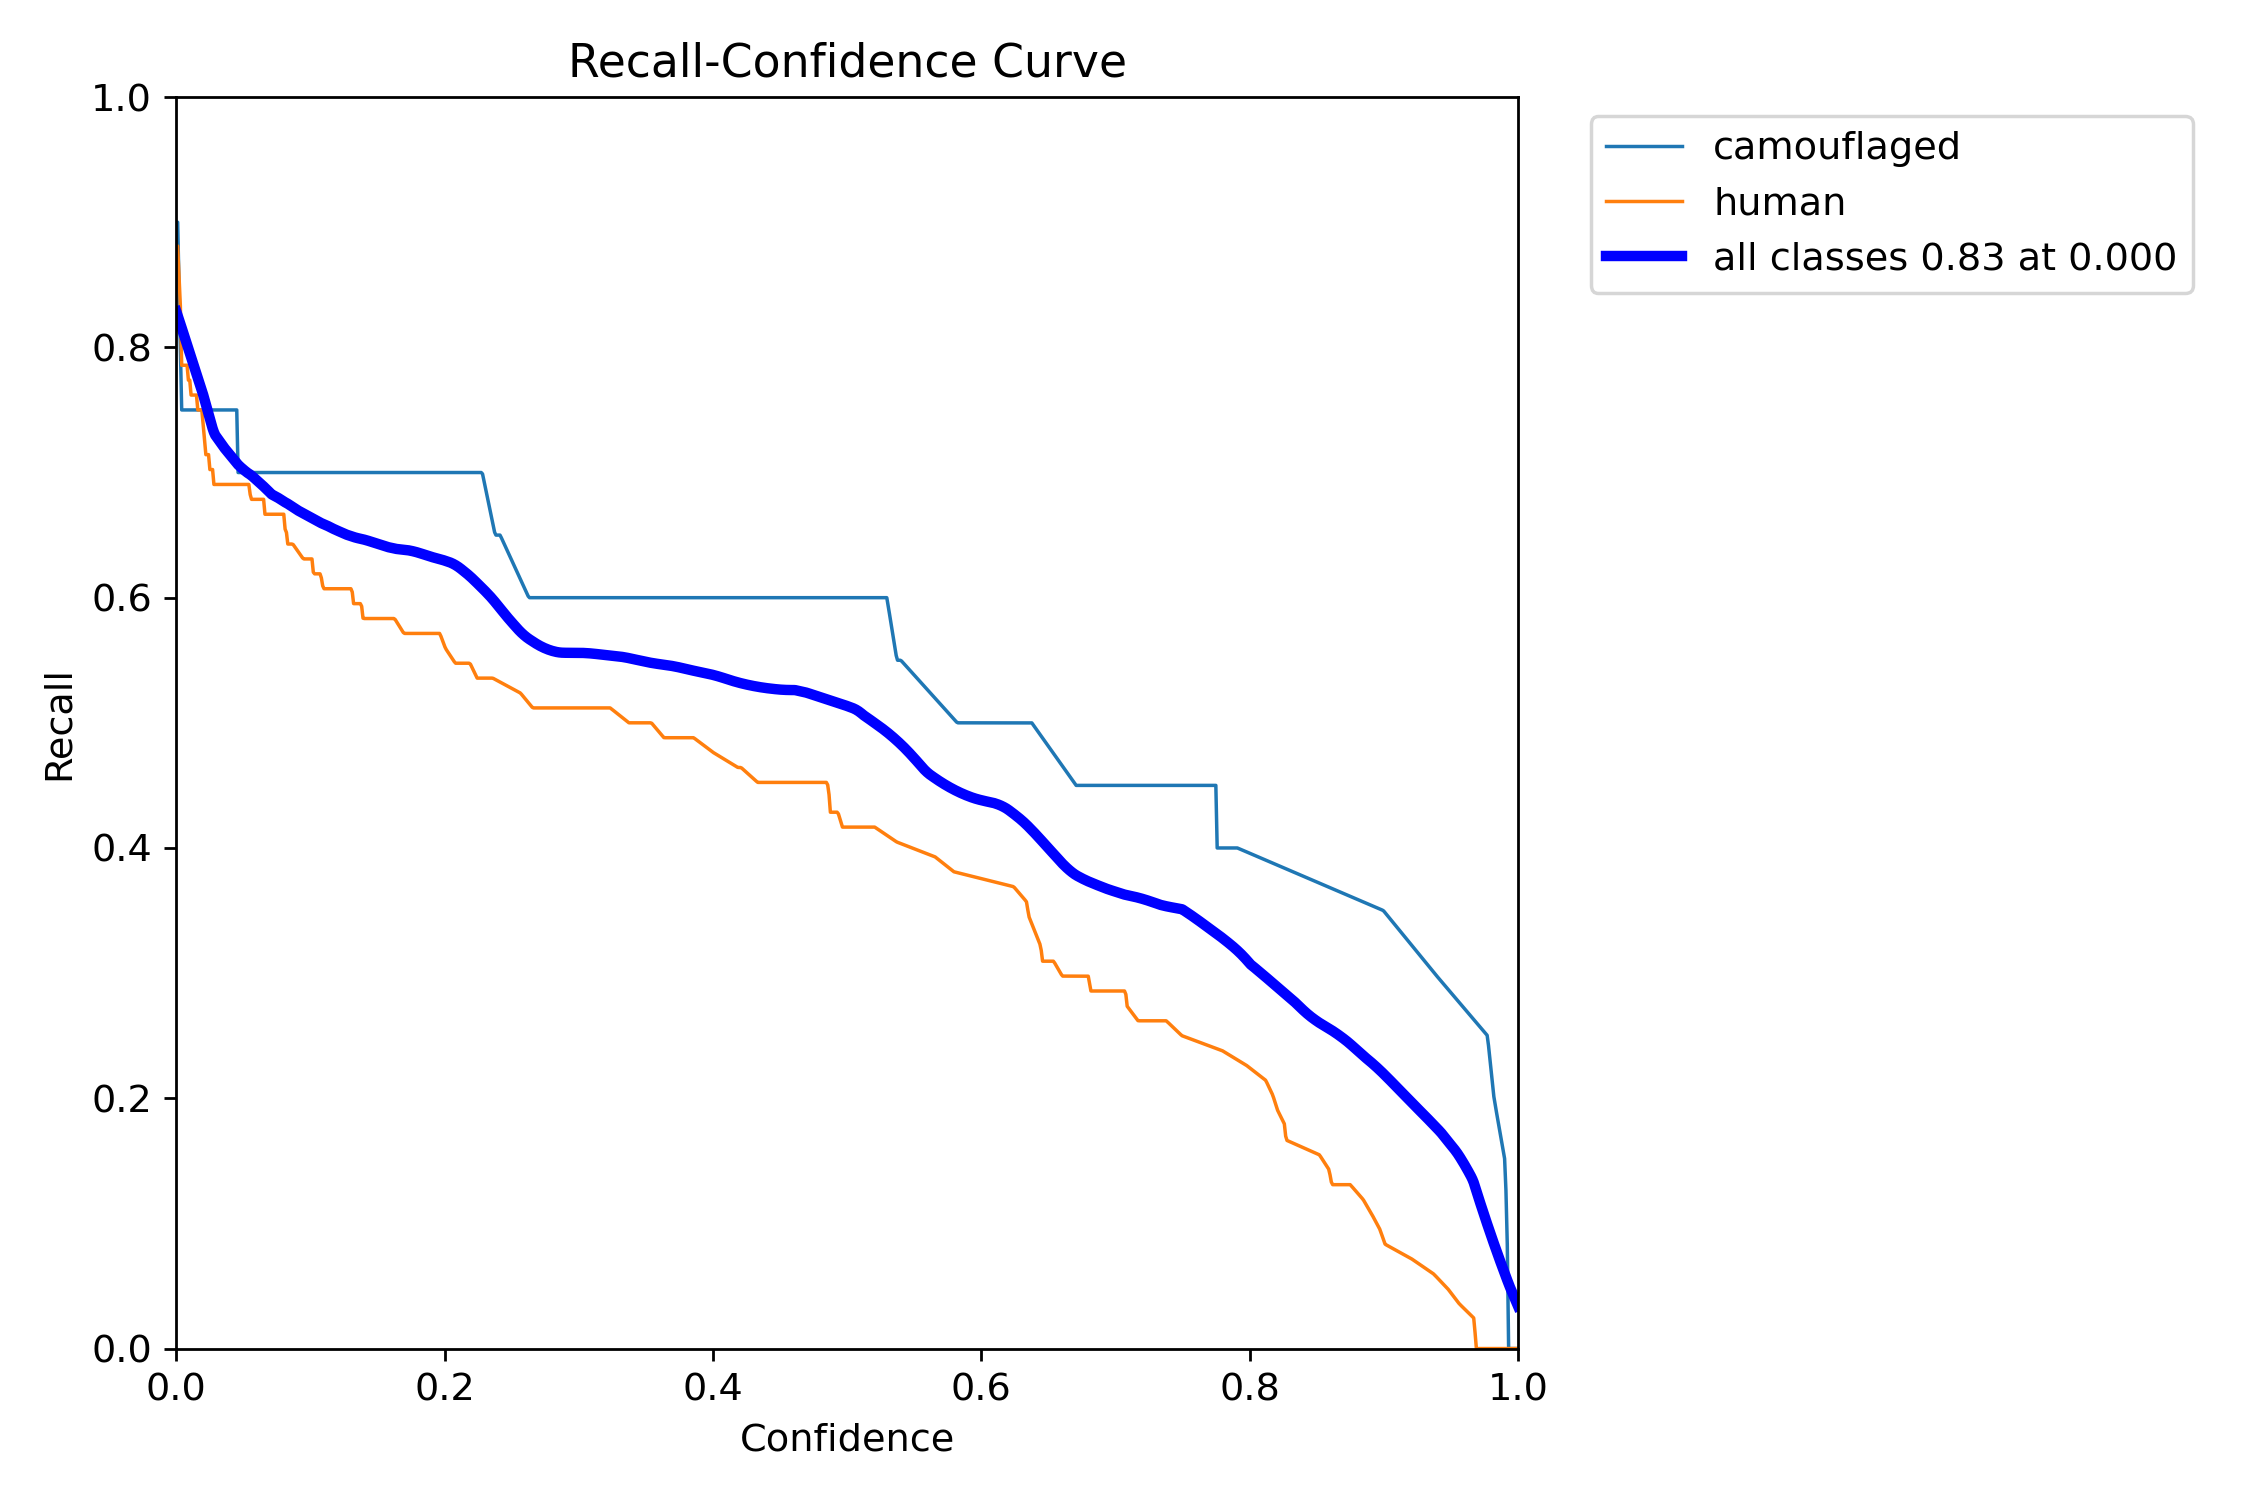 Recall-Confidence Curve
1.0
0.8
0.6
0.4
0.2
0.0
Recall
0.0 0.2 0.4 0.6 0.8 1.0
Confidence
camouflaged
human
all classes 0.83 at 0.000